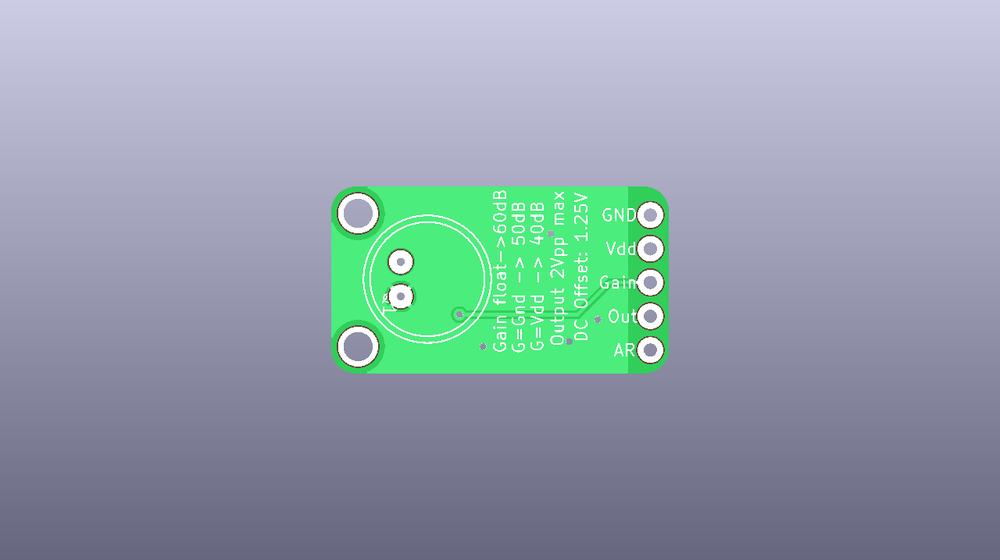 Gain float->60dB
G=Gnd -> 50dB
G=Vdd -> 40dB
Output 2Vpp max
DC Offset: 1.25V
GND
Vdd
Gain
Out
AR